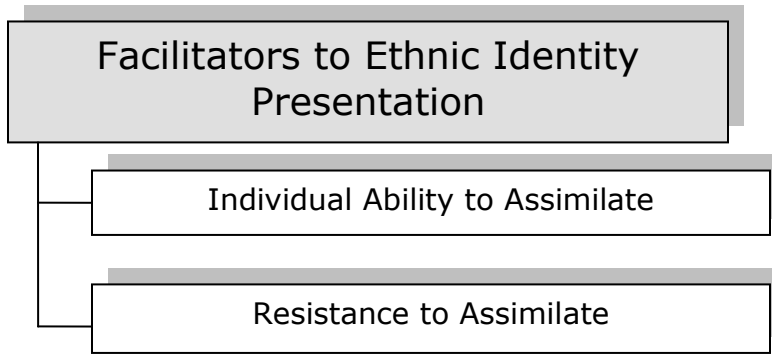 Facilitators to Ethnic Identity
Presentation
Individual Ability to Assimilate
Resistance to Assimilate